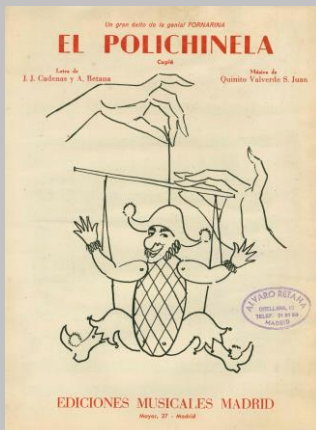 Un gran éxito de la genial FORNARINA
EL POLICHINELA
Cuplé
Letra de
J. J. Cadenas y A. Retana
Música de
Quinito Valverde S. Juan
ALVARO RETANA
TELEF.
MADRID
EDICIONES MUSICALES MADRID
Mayor, 27 - Madrid